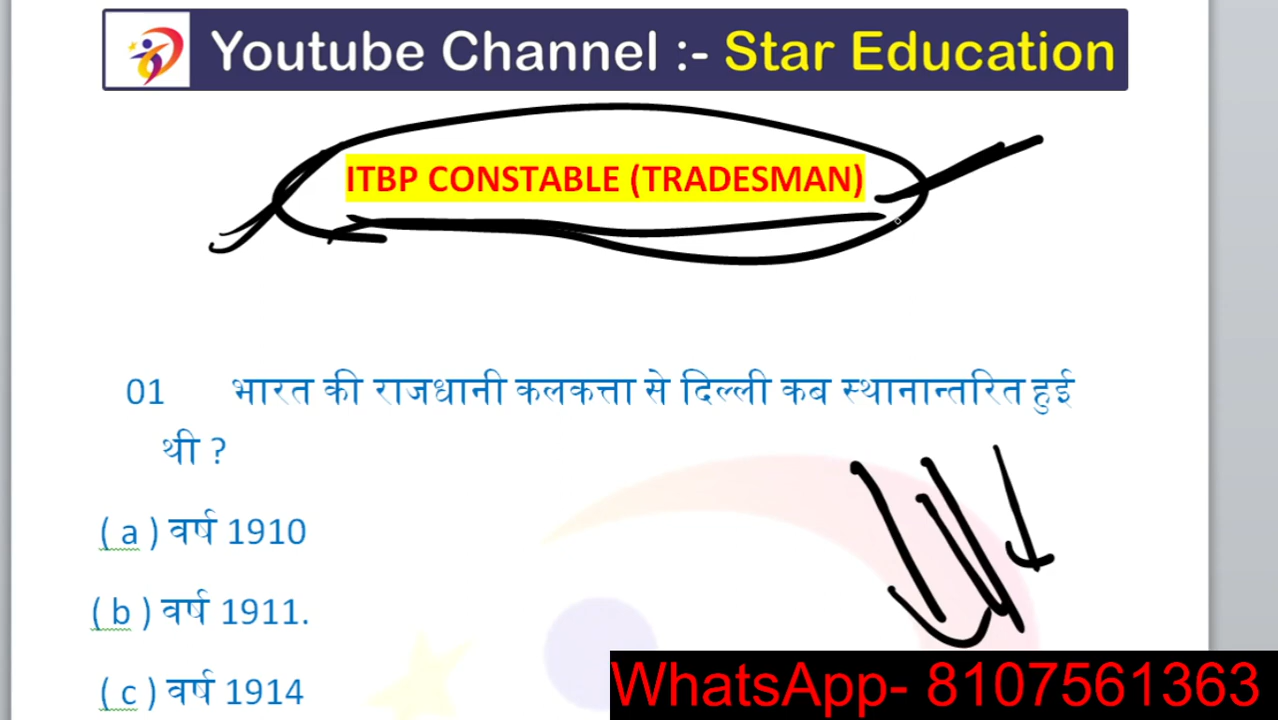 Youtube Channel :- Star Education
ITBP CONSTABLE (TRADESMAN)
01 भारत की राजधानी कलकत्ता से दिल्ली कब स्थानान्तरित हुई
थी ?
( a ) वर्ष 1910
( b ) वर्ष 1911.
( c ) वर्ष 1914
WhatsApp- 8107561363